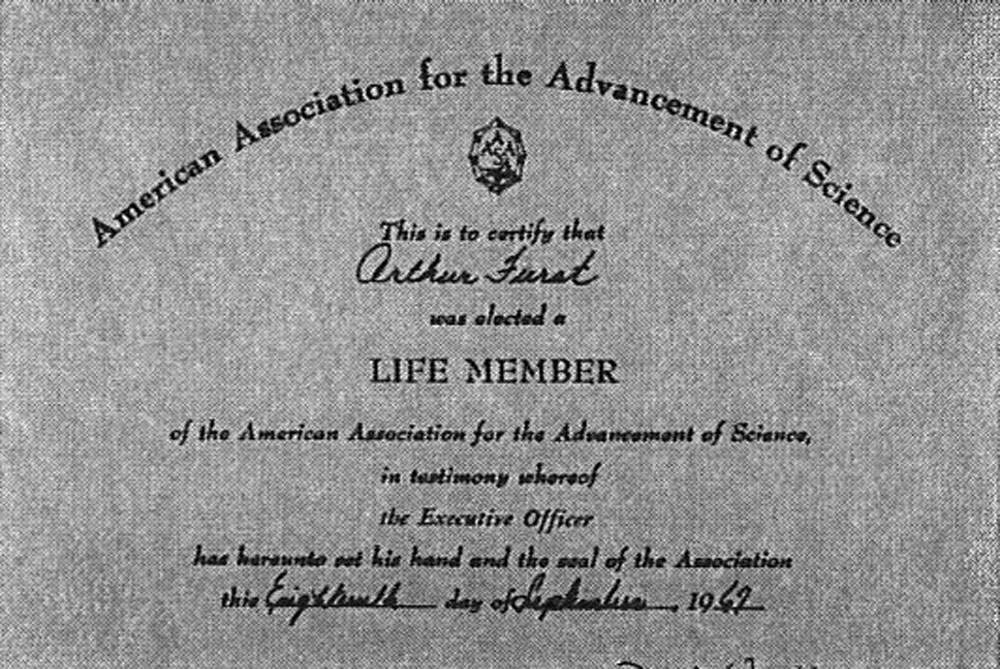 American Association for the Advancement of Science
This is to certify that
Arthur Furst
was elected a
LIFE MEMBER
of the American Association for the Advancement of Science,
in testimony whereof
the Executive Officer
has hereunto set his hand and the seal of the Association
this Eighteenth day of September, 1962